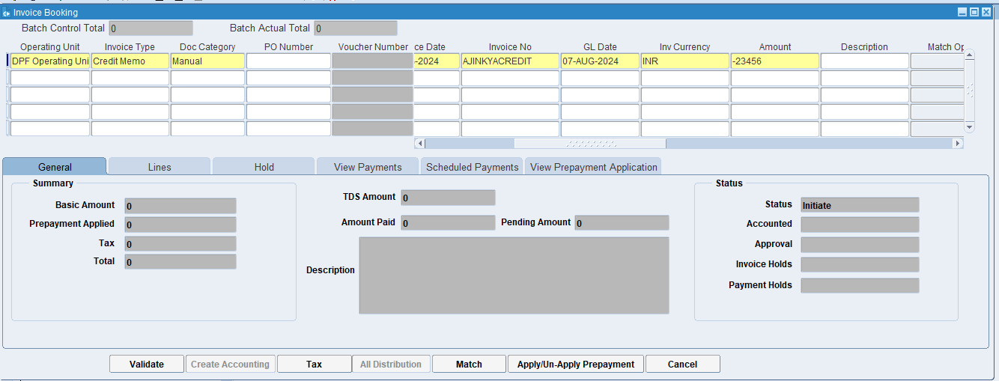 Invoice Booking
Batch Control Total 0 Batch Actual Total 0
Operating Unit Invoice Type Doc Category PO Number Voucher Number ce Date Invoice No GL Date Inv Currency Amount Description Match Op
DPF Operating Uni Credit Memo Manual -2024 AJINKYACREDIT 07-AUG-2024 INR -23456
General Lines Hold View Payments Scheduled Payments View Prepayment Application
Summary Status
Basic Amount 0 TDS Amount 0 Status Initiate
Prepayment Applied 0 Amount Paid 0 Pending Amount 0 Accounted
Tax 0 Approval
Total 0 Description Invoice Holds
Payment Holds
Validate Create Accounting Tax All Distribution Match Apply/Un-Apply Prepayment Cancel